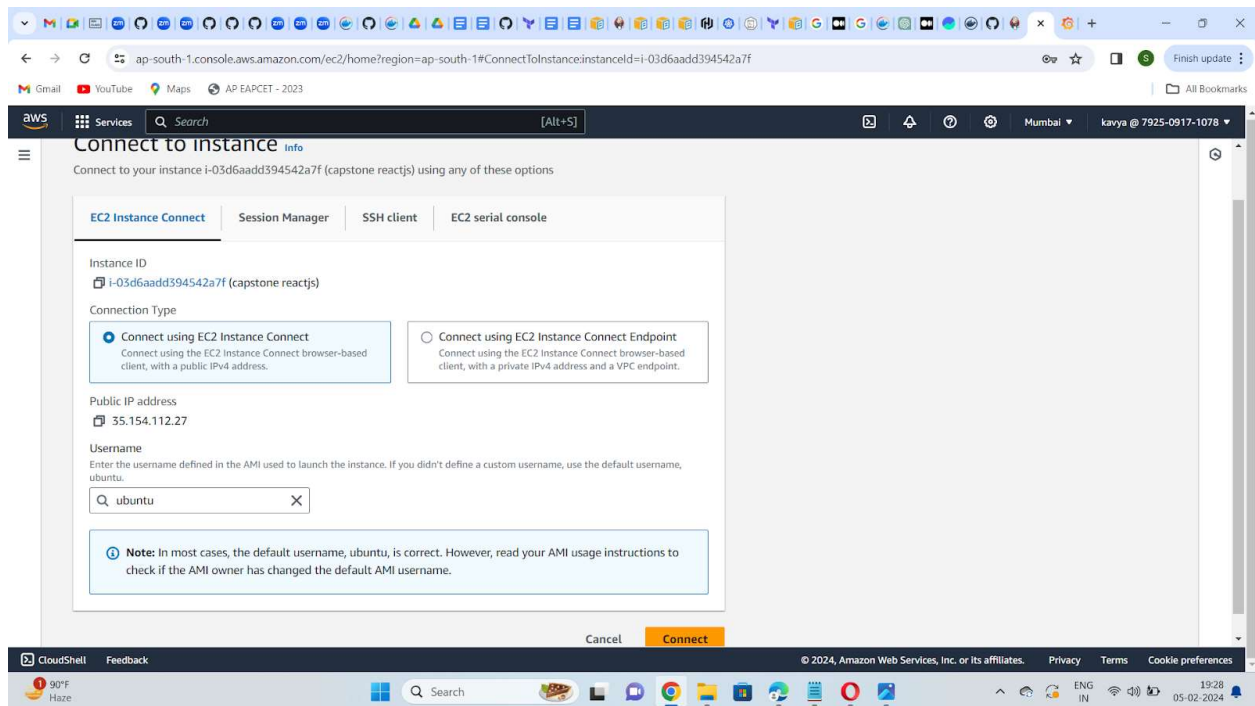 Finish update
ap-south-1.console.aws.amazon.com/ec2/home?region=ap-south-1#ConnectToInstance:instanceId=i-03d6aadd394542a7f
Gmail YouTube Maps AP EAPCET - 2023 All Bookmarks
aws Services Search [Alt+S] Mumbai ▼ kavya @ 7925-0917-1078 ▼
Connect to instance Info
Connect to your instance i-03d6aadd394542a7f (capstone reactjs) using any of these options
EC2 Instance Connect Session Manager SSH client EC2 serial console
Instance ID
i-03d6aadd394542a7f (capstone reactjs)
Connection Type
Connect using EC2 Instance Connect
Connect using the EC2 Instance Connect browser-based
client, with a public IPv4 address.
Connect using EC2 Instance Connect Endpoint
Connect using the EC2 Instance Connect browser-based
client, with a private IPv4 address and a VPC endpoint.
Public IP address
35.154.112.27
Username
Enter the username defined in the AMI used to launch the instance. If you didn't define a custom username, use the default username,
ubuntu.
ubuntu
Note: In most cases, the default username, ubuntu, is correct. However, read your AMI usage instructions to
check if the AMI owner has changed the default AMI username.
Cancel Connect
CloudShell Feedback © 2024, Amazon Web Services, Inc. or its affiliates. Privacy Terms Cookie preferences
1 90°F
Haze
Search
ENG
IN
19:28
05-02-2024